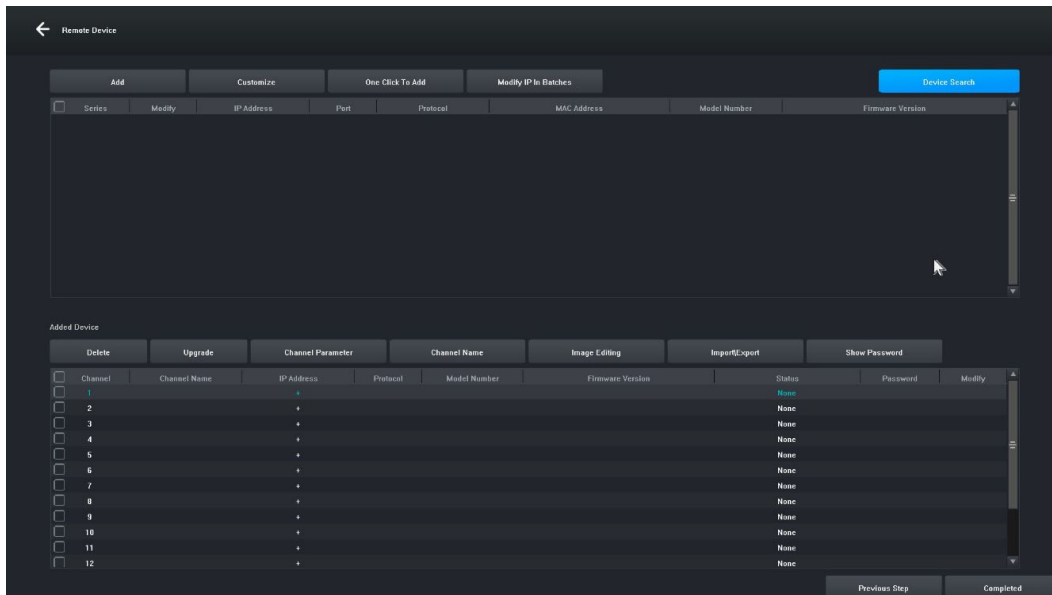 Remote Device
Add Customize One Click To Add Modify IP In Batches Device Search
Series Modify IP Address Port Protocol MAC Address Model Number Firmware Version
Added Device
Delete Upgrade Channel Parameter Channel Name Image Editing Import\Export Show Password
Channel Channel Name IP Address Protocol Model Number Firmware Version Status Password Modify
1 + None
2 + None
3 + None
4 + None
5 + None
6 + None
7 + None
8 + None
9 + None
10 + None
11 + None
12 + None
Previous Step Completed